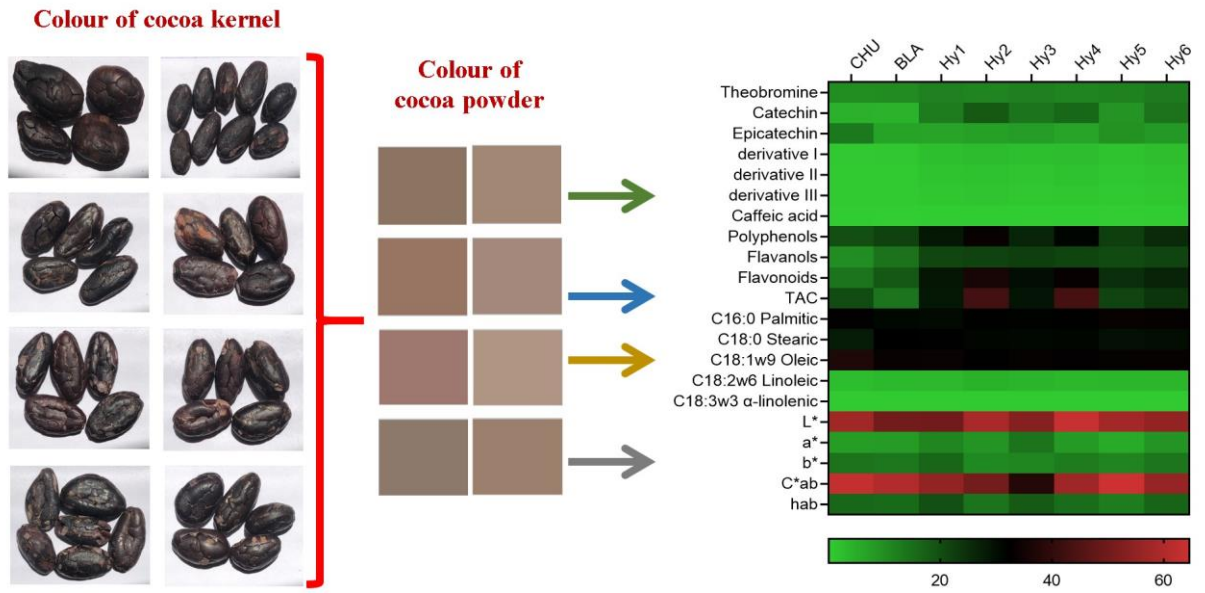 Colour of cocoa kernel
Colour of
cocoa powder
CHU
BLA
Hy1
Hy2
Hy3
Hy4
Hy5
Hy6
Theobromine
Catechin
Epicatechin
derivative I
derivative II
derivative III
Caffeic acid
Polyphenols
Flavanols
Flavonoids
TAC
C16:0 Palmitic
C18:0 Stearic
C18:1w9 Oleic
C18:2w6 Linoleic
C18:3w3 α-linolenic
L*
a*
b*
C*ab
hab
20
40
60